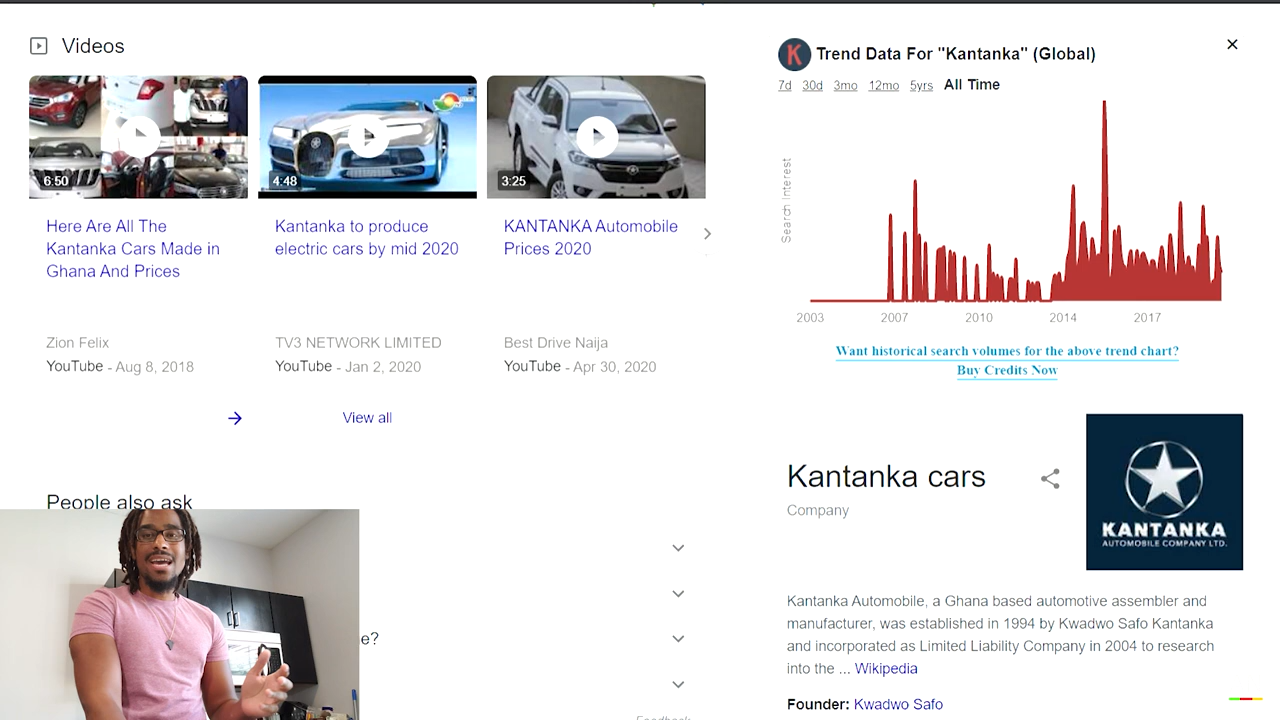 Videos
6:50
4:48
3:25
Here Are All The
Kantanka Cars Made in
Ghana And Prices
Kantanka to produce
electric cars by mid 2020
KANTANKA Automobile
Prices 2020
Zion Felix
YouTube - Aug 8, 2018
TV3 NETWORK LIMITED
YouTube - Jan 2, 2020
Best Drive Naija
YouTube - Apr 30, 2020
View all
People also ask
e?
Feedback
K Trend Data For "Kantanka" (Global)
7d 30d 3mo 12mo 5yrs All Time
Search Interest
2003 2007 2010 2014 2017
Want historical search volumes for the above trend chart?
Buy Credits Now
Kantanka cars
Company
KANTANKA
AUTOMOBILE COMPANY LTD.
Kantanka Automobile, a Ghana based automotive assembler and
manufacturer, was established in 1994 by Kwadwo Safo Kantanka
and incorporated as Limited Liability Company in 2004 to research
into the ... Wikipedia
Founder: Kwadwo Safo